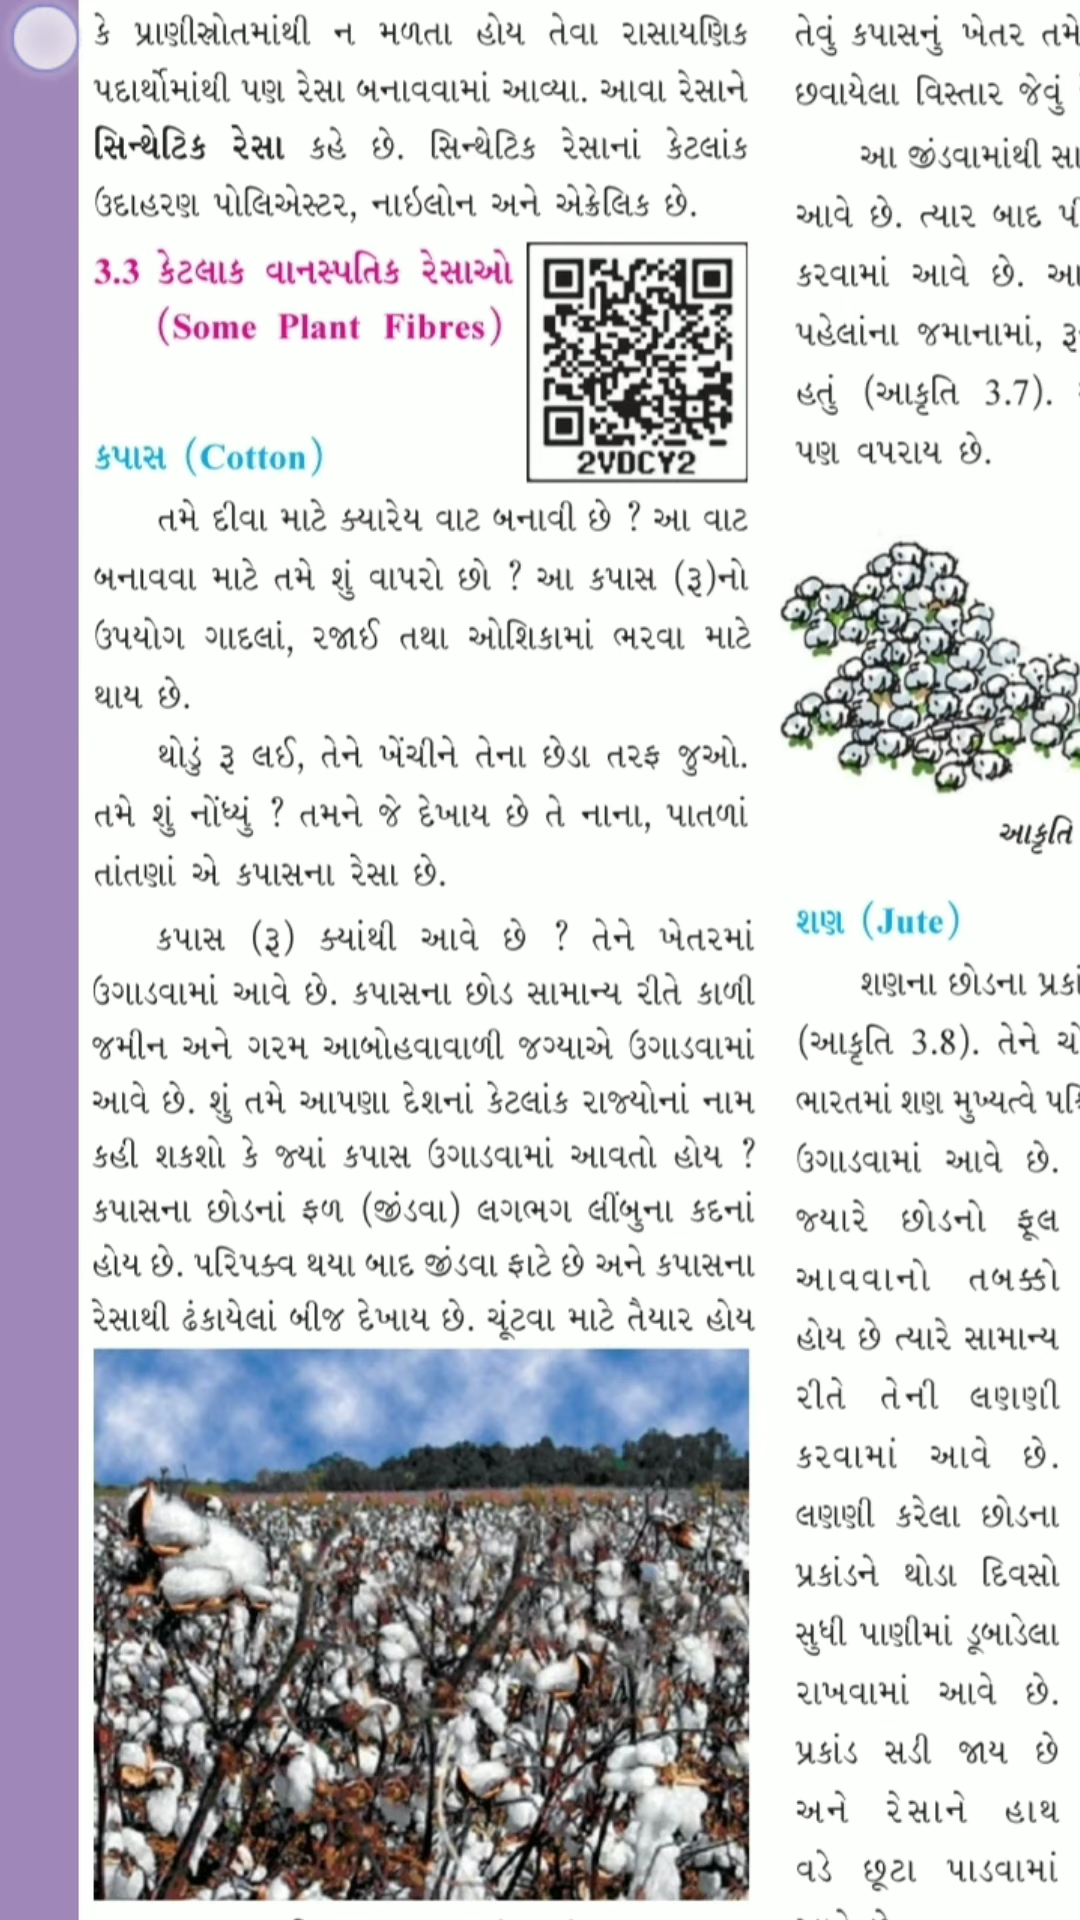 કે પ્રાણીસ્રોતમાંથી ન મળતા હોય તેવા રાસાયણિક
પદાર્થોમાંથી પણ રેસા બનાવવામાં આવ્યા. આવા રેસાને
સિન્થેટિક રેસા કહે છે. સિન્થેટિક રેસાનાં કેટલાંક
ઉદાહરણ પોલિએસ્ટર, નાઇલોન અને એક્રેલિક છે.
3.3 કેટલાક વાનસ્પતિક રેસાઓ
(Some Plant Fibres)
2VDCY2
કપાસ (Cotton)
તમે દીવા માટે ક્યારેય વાટ બનાવી છે ? આ વાટ
બનાવવા માટે તમે શું વાપરો છો ? આ કપાસ (રૂ)નો
ઉપયોગ ગાદલાં, રજાઈ તથા ઓશિકામાં ભરવા માટે
થાય છે.
થોડું રૂ લઈ, તેને ખેંચીને તેના છેડા તરફ જુઓ.
તમે શું નોંધ્યું ? તમને જે દેખાય છે તે નાના, પાતળાં
તાંતણાં એ કપાસના રેસા છે.
કપાસ (રૂ) ક્યાંથી આવે છે ? તેને ખેતરમાં
ઉગાડવામાં આવે છે. કપાસના છોડ સામાન્ય રીતે કાળી
જમીન અને ગરમ આબોહવાવાળી જગ્યાએ ઉગાડવામાં
આવે છે. શું તમે આપણા દેશનાં કેટલાંક રાજ્યોનાં નામ
કહી શકશો કે જ્યાં કપાસ ઉગાડવામાં આવતો હોય ?
કપાસના છોડનાં ફળ (જીંડવા) લગભગ લીંબુના કદનાં
હોય છે. પરિપક્વ થયા બાદ જીંડવા ફાટે છે અને કપાસના
રેસાથી ઢંકાયેલાં બીજ દેખાય છે. ચૂંટવા માટે તૈયાર હોય
તેવું કપાસનું ખેતર તમે
છવાયેલા વિસ્તાર જેવું
આ જીંડવામાંથી સા
આવે છે. ત્યાર બાદ પીં
કરવામાં આવે છે. આ
પહેલાંના જમાનામાં, રૂ
હતું (આકૃતિ 3.7).
પણ વપરાય છે.
આકૃતિ
શણ (Jute)
શણના છોડના પ્રકાં
(આકૃતિ 3.8). તેને ચો
ભારતમાં શણ મુખ્યત્વે પશ્ચિ
ઉગાડવામાં આવે છે.
જ્યારે છોડનો ફૂલ
આવવાનો તબક્કો
હોય છે ત્યારે સામાન્ય
રીતે તેની લણણી
કરવામાં આવે છે.
લણણી કરેલા છોડના
પ્રકાંડને થોડા દિવસો
સુધી પાણીમાં ડૂબાડેલા
રાખવામાં આવે છે.
પ્રકાંડ સડી જાય છે
અને રેસાને હાથ
વડે છૂટા પાડવામાં